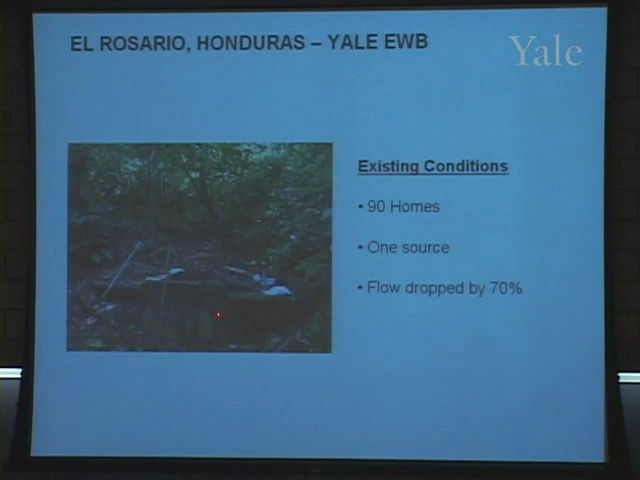 EL ROSARIO, HONDURAS – YALE EWB
Yale
Existing Conditions
• 90 Homes
• One source
• Flow dropped by 70%